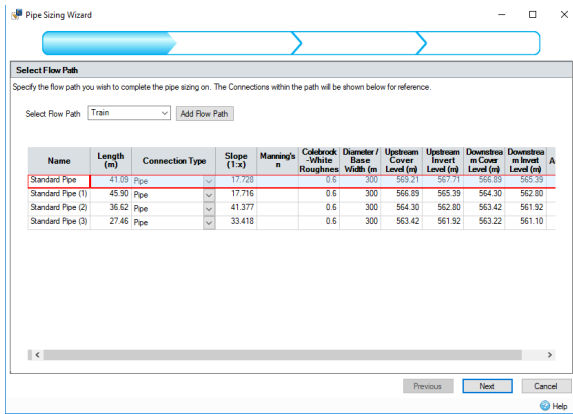 Pipe Sizing Wizard
Select Flow Path
Specify the flow path you wish to complete the pipe sizing on. The Connections within the path will be shown below for reference.
Select Flow Path Train Add Flow Path
Name Length (m) Connection Type Slope (1:x) Manning's n Colebrook -White Roughnes Diameter / Base Width (m Upstream Cover Level (m) Upstream Invert Level (m) Downstrea m Cover Level (m) Downstrea m Invert Level (m) A
Standard Pipe 41.09 Pipe 17.728 0.6 300 569.21 567.71 566.89 565.39
Standard Pipe (1) 45.90 Pipe 17.716 0.6 300 566.89 565.39 564.30 562.80
Standard Pipe (2) 36.62 Pipe 41.377 0.6 300 564.30 562.80 563.42 561.92
Standard Pipe (3) 27.46 Pipe 33.418 0.6 300 563.42 561.92 563.22 561.10
Previous Next Cancel
Help